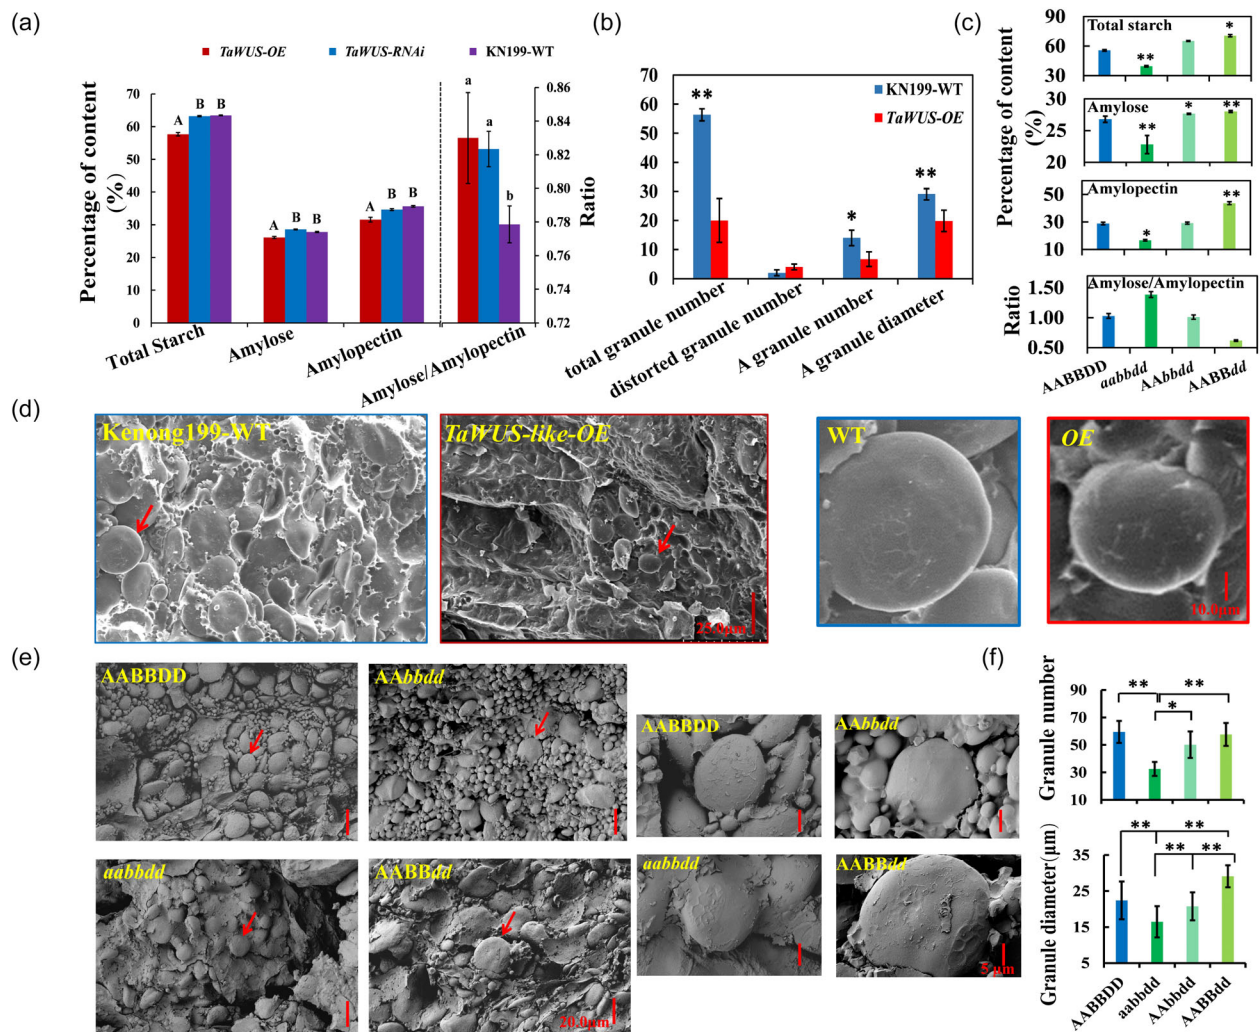 (a)
TaWUS-OE
TaWUS-RNAi
KN199-WT
Percentage of content
(%)
70
60
50
40
30
20
10
0
A
B
B
A
B
B
A
B
B
a
a
b
0.86
0.84
0.82
0.80
0.78
0.76
0.74
0.72
Ratio
Total Starch
Amylose
Amylopectin
Amylose/Amylopectin
(b)
70
60
50
40
30
20
10
0
KN199-WT
TaWUS-OE
**
*
**
total granule number
distorted granule number
A granule number
A granule diameter
(c)
Percentage of content
(%)
90
60
30
Total starch
**
*
30
25
20
Amylose
**
*
**
50
30
10
Amylopectin
*
**
Ratio
1.50
1.00
0.50
Amylose/Amylopectin
AABBDD
aabbdd
AAbbdd
AABBdd
(d)
Kenong199-WT
TaWUS-like-OE
25.0μm
WT
OE
10.0μm
(e)
AABBDD
AAbbdd
aabbdd
AABBdd
20.0μm
AABBDD
AAbbdd
aabbdd
AABBdd
5 μm
(f)
Granule number
90
70
50
30
10
**
**
*
Granule diameter(μm)
35
25
15
5
**
**
**
**
AABBDD
aabbdd
AAbbdd
AABBdd